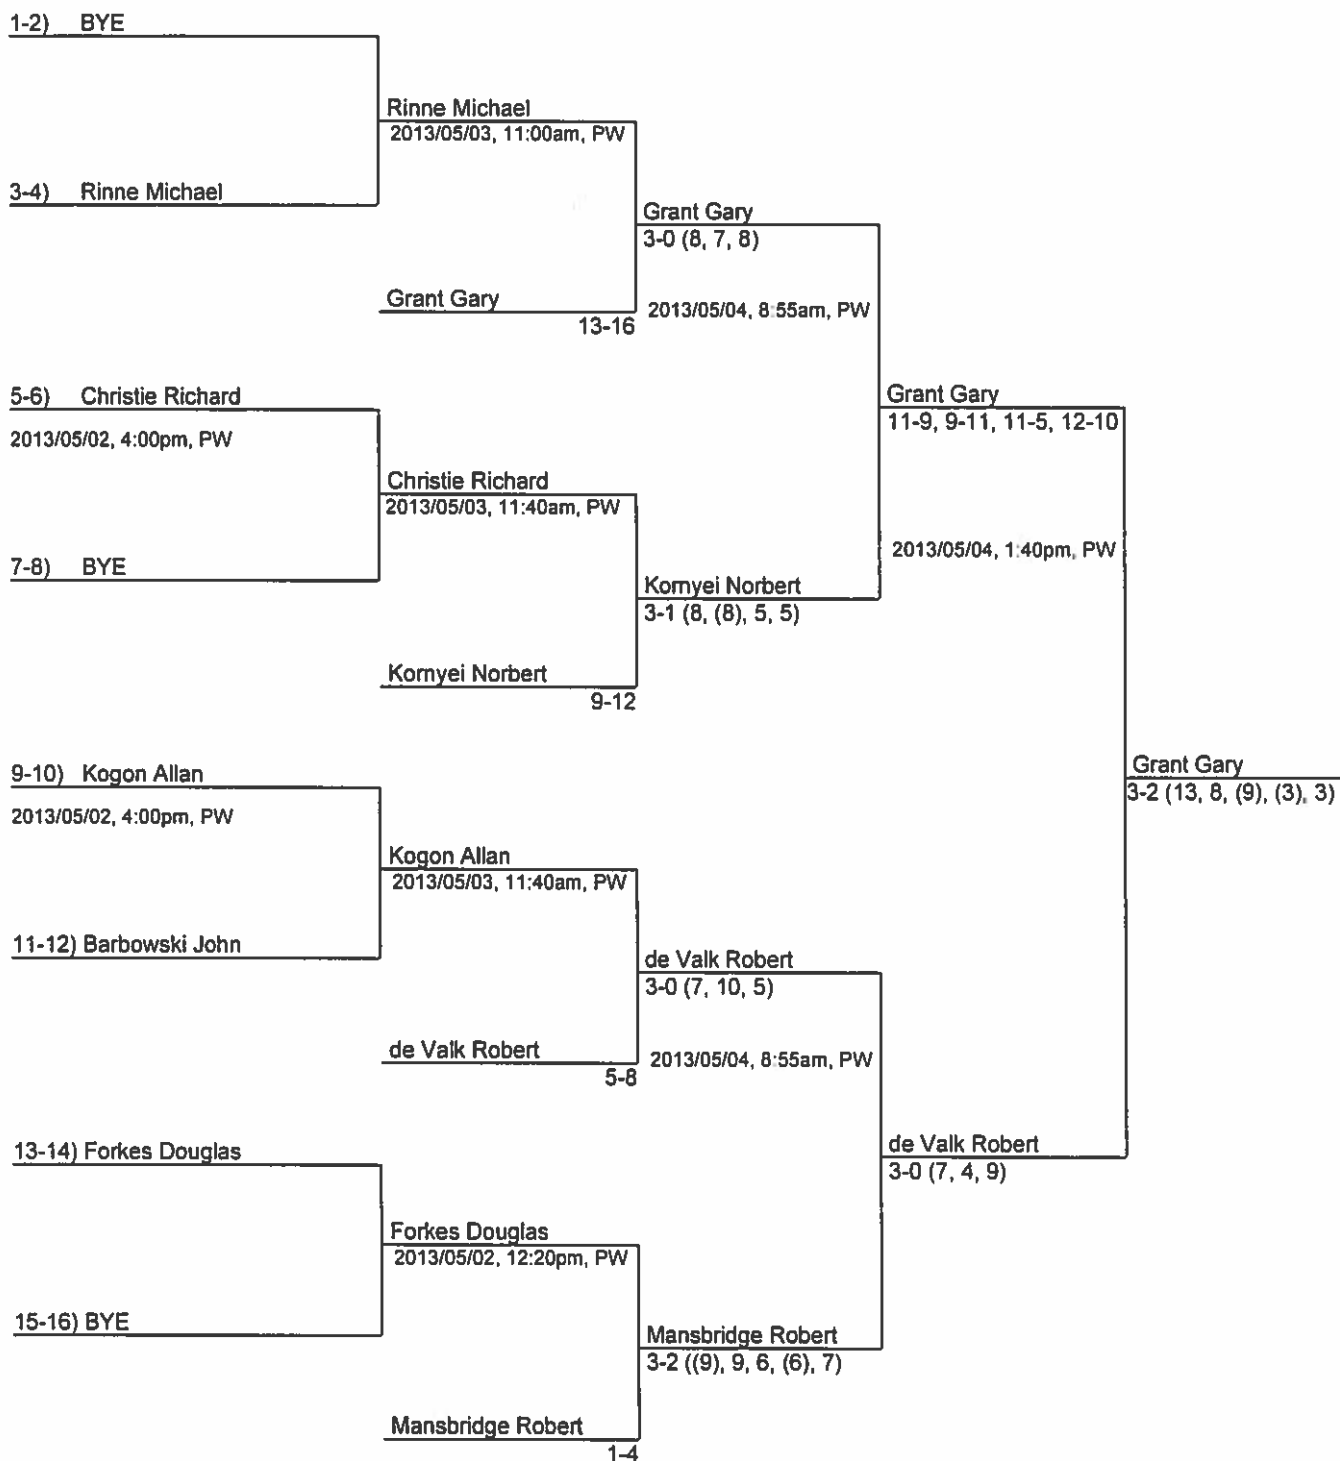 1-2) BYE
Rinne Michael
2013/05/03, 11:00am, PW
3-4) Rinne Michael
Grant Gary
3-0 (8, 7, 8)
Grant Gary
13-16
2013/05/04, 8:55am, PW
5-6) Christie Richard
2013/05/02, 4:00pm, PW
Grant Gary
11-9, 9-11, 11-5, 12-10
Christie Richard
2013/05/03, 11:40am, PW
7-8) BYE
2013/05/04, 1:40pm, PW
Kornyei Norbert
3-1 (8, (8), 5, 5)
Kornyei Norbert
9-12
9-10) Kogon Allan
2013/05/02, 4:00pm, PW
Grant Gary
3-2 (13, 8, (9), (3), 3)
Kogon Allan
2013/05/03, 11:40am, PW
11-12) Barbowski John
de Valk Robert
3-0 (7, 10, 5)
de Valk Robert
5-8
2013/05/04, 8:55am, PW
13-14) Forkes Douglas
de Valk Robert
3-0 (7, 4, 9)
Forkes Douglas
2013/05/02, 12:20pm, PW
15-16) BYE
Mansbridge Robert
3-2 ((9), 9, 6, (6), 7)
Mansbridge Robert
1-4